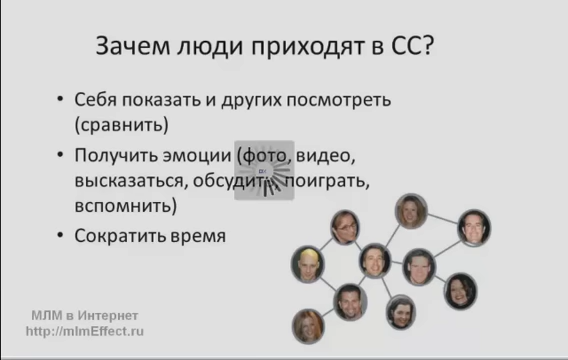 Зачем люди приходят в СС?
• Себя показать и других посмотреть
(сравнить)
• Получить эмоции (фото, видео,
высказаться, обсудить, поиграть,
вспомнить)
• Сократить время
МЛМ в Интернет
http://mlmEffect.ru